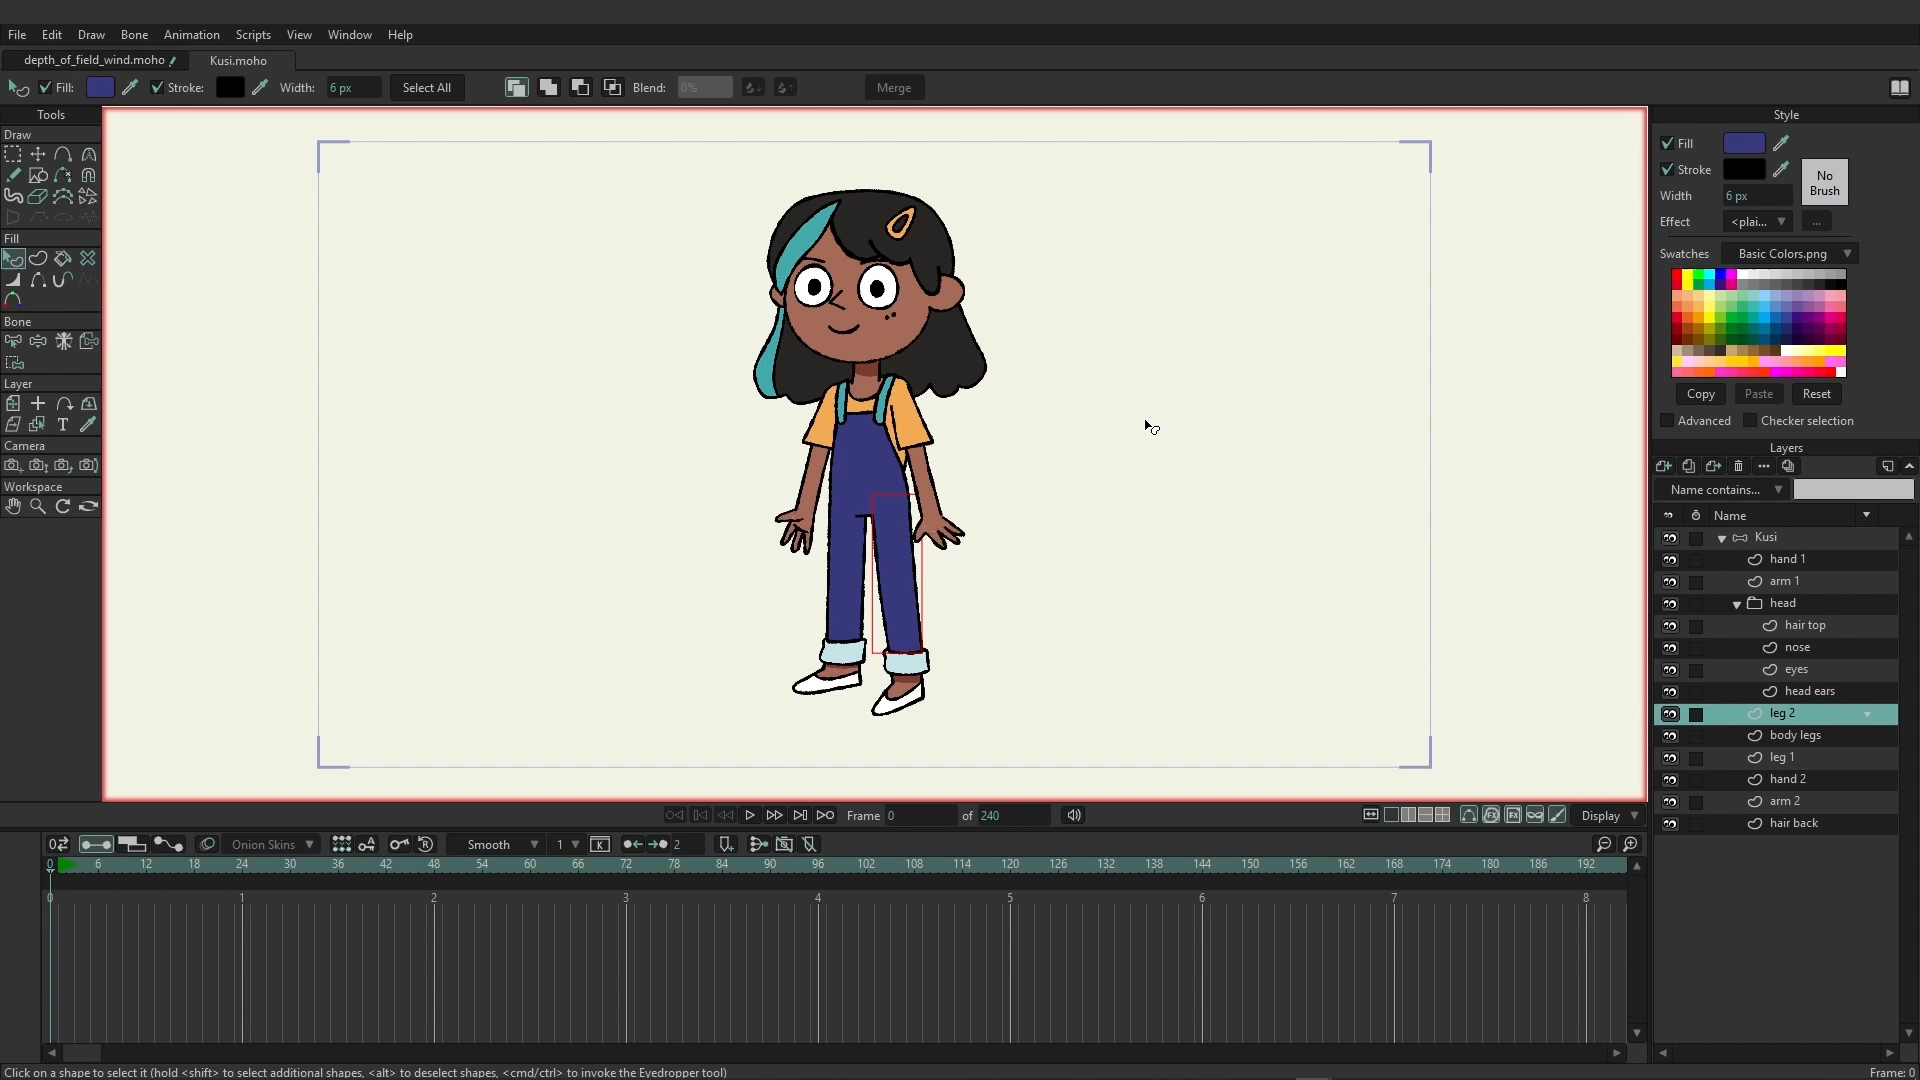 File Edit Draw Bone Animation Scripts View Window Help
depth_of_field_wind.moho Kusi.moho
Fill: Stroke: Width: 6 px Select All Blend: 0% Merge
Tools
Draw
Fill
Bone
Layer
Camera
Workspace
Style
Fill
Stroke
No Brush
Width 6 px
Effect <plai... ...
Swatches Basic Colors.png
Copy Paste Reset
Advanced Checker selection
Layers
Name contains...
Name
Kusi
hand 1
arm 1
head
hair top
nose
eyes
head ears
leg 2
body legs
leg 1
hand 2
arm 2
hair back
Frame 0 of 240 Display
Onion Skins Smooth 1 2
0 6 12 18 24 30 36 42 48 54 60 66 72 78 84 90 96 102 108 114 120 126 132 138 144 150 156 162 168 174 180 186 192
0 1 2 3 4 5 6 7 8
Click on a shape to select it (hold <shift> to select additional shapes, <alt> to deselect shapes, <cmd/ctrl> to invoke the Eyedropper tool) Frame: 0